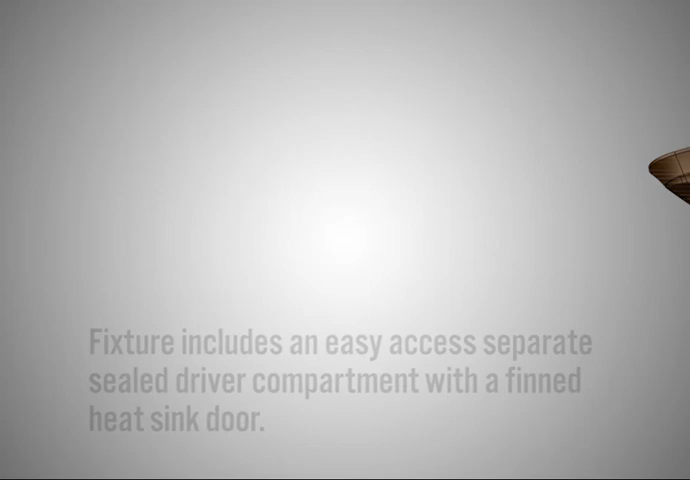 Fixture includes an easy access separate
sealed driver compartment with a finned
heat sink door.